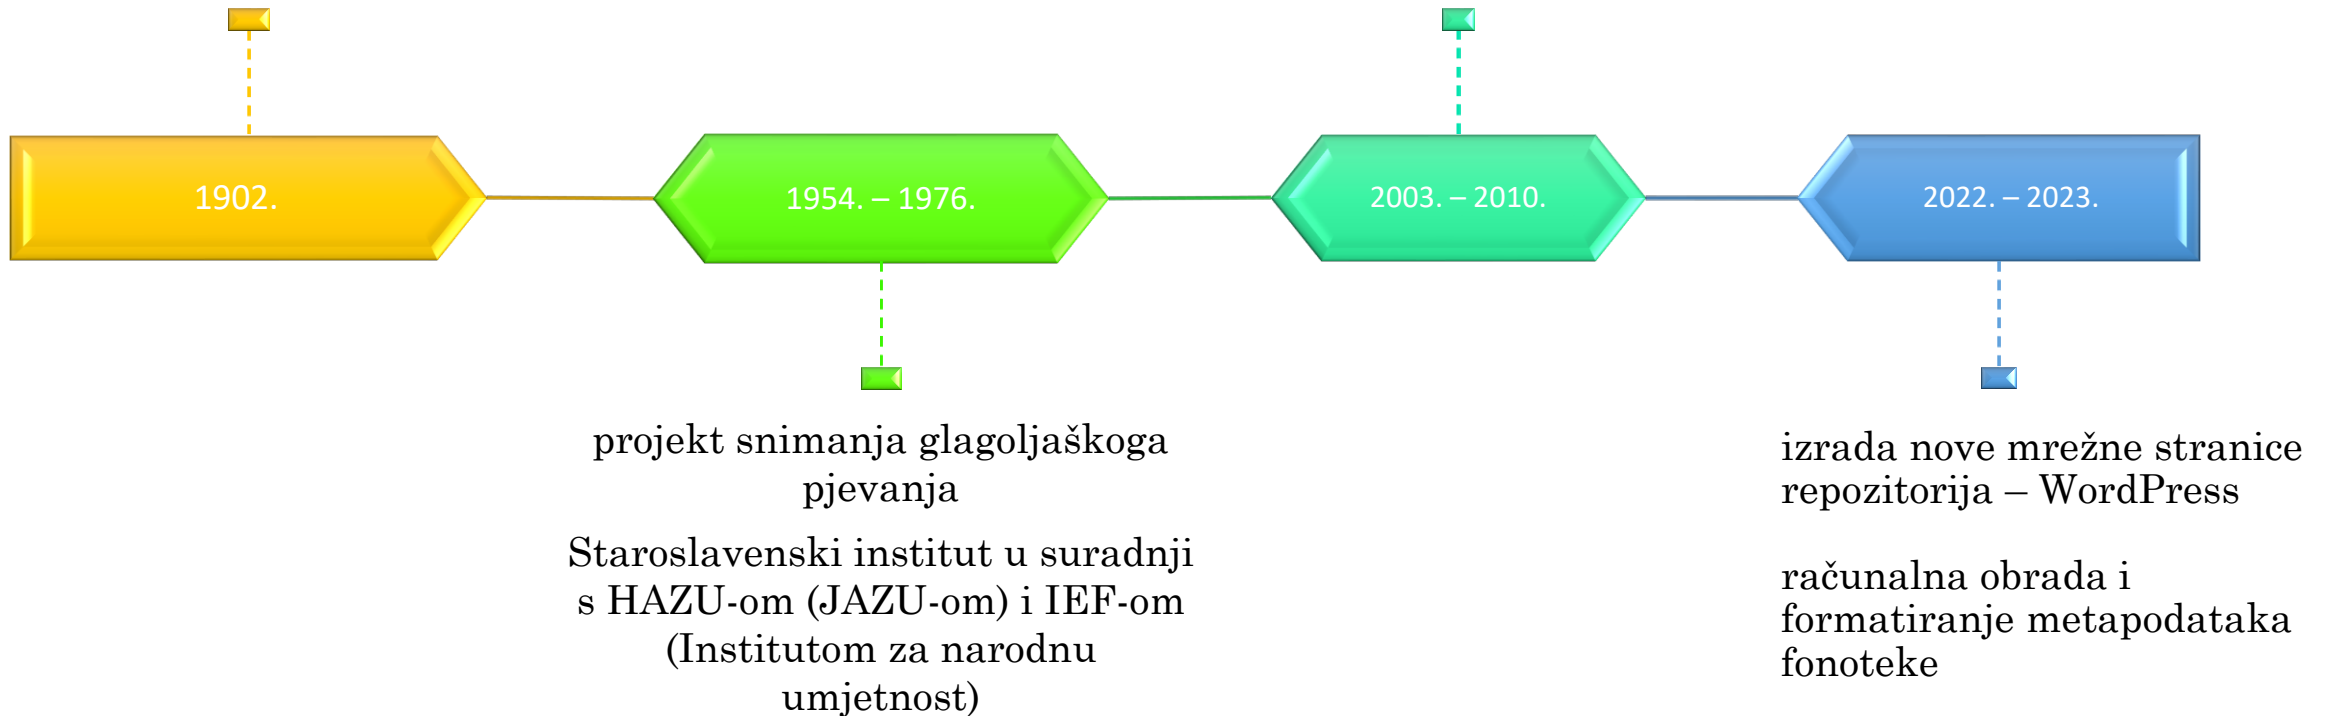 1902.
1954. – 1976.
2003. – 2010.
2022. – 2023.
projekt snimanja glagoljaškoga
pjevanja
Staroslavenski institut u suradnji
s HAZU-om (JAZU-om) i IEF-om
(Institutom za narodnu
umjetnost)
izrada nove mrežne stranice
repozitorija – WordPress
računalna obrada i
formatiranje metapodataka
fonoteke